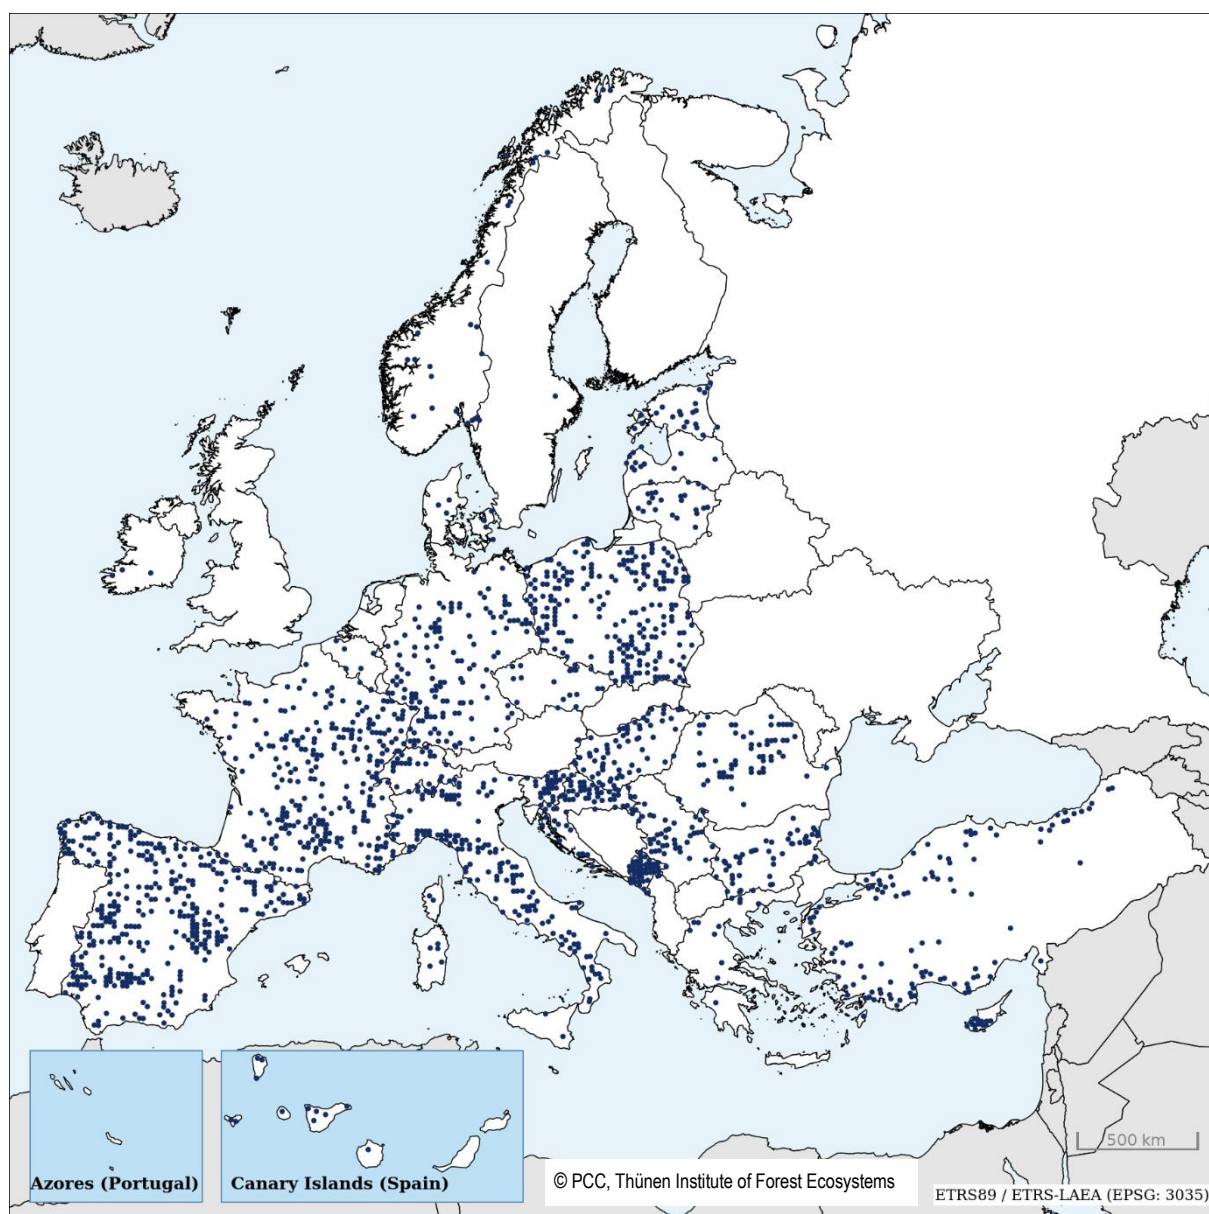 500 km
Azores (Portugal)
Canary Islands (Spain)
© PCC, Thünen Institute of Forest Ecosystems
ETRS89 / ETRS-LAEA (EPSG: 3035)